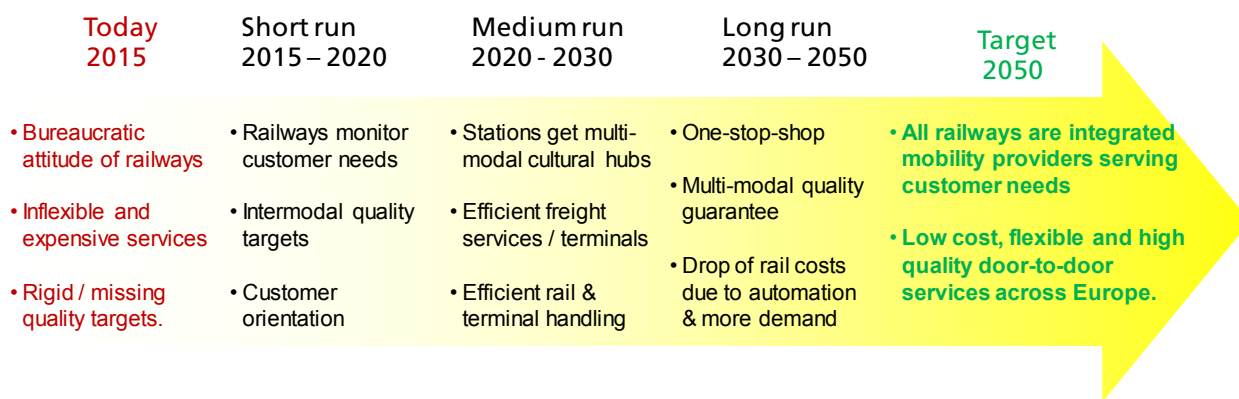 Today
2015
Short run
2015 – 2020
Medium run
2020 - 2030
Long run
2030 – 2050
Target
2050
• Bureaucratic
attitude of railways
• Inflexible and
expensive services
• Rigid / missing
quality targets.
• Railways monitor
customer needs
• Intermodal quality
targets
• Customer
orientation
• Stations get multi-
modal cultural hubs
• Efficient freight
services / terminals
• Efficient rail &
terminal handling
• One-stop-shop
• Multi-modal quality
guarantee
• Drop of rail costs
due to automation
& more demand
• All railways are integrated
mobility providers serving
customer needs
• Low cost, flexible and high
quality door-to-door
services across Europe.